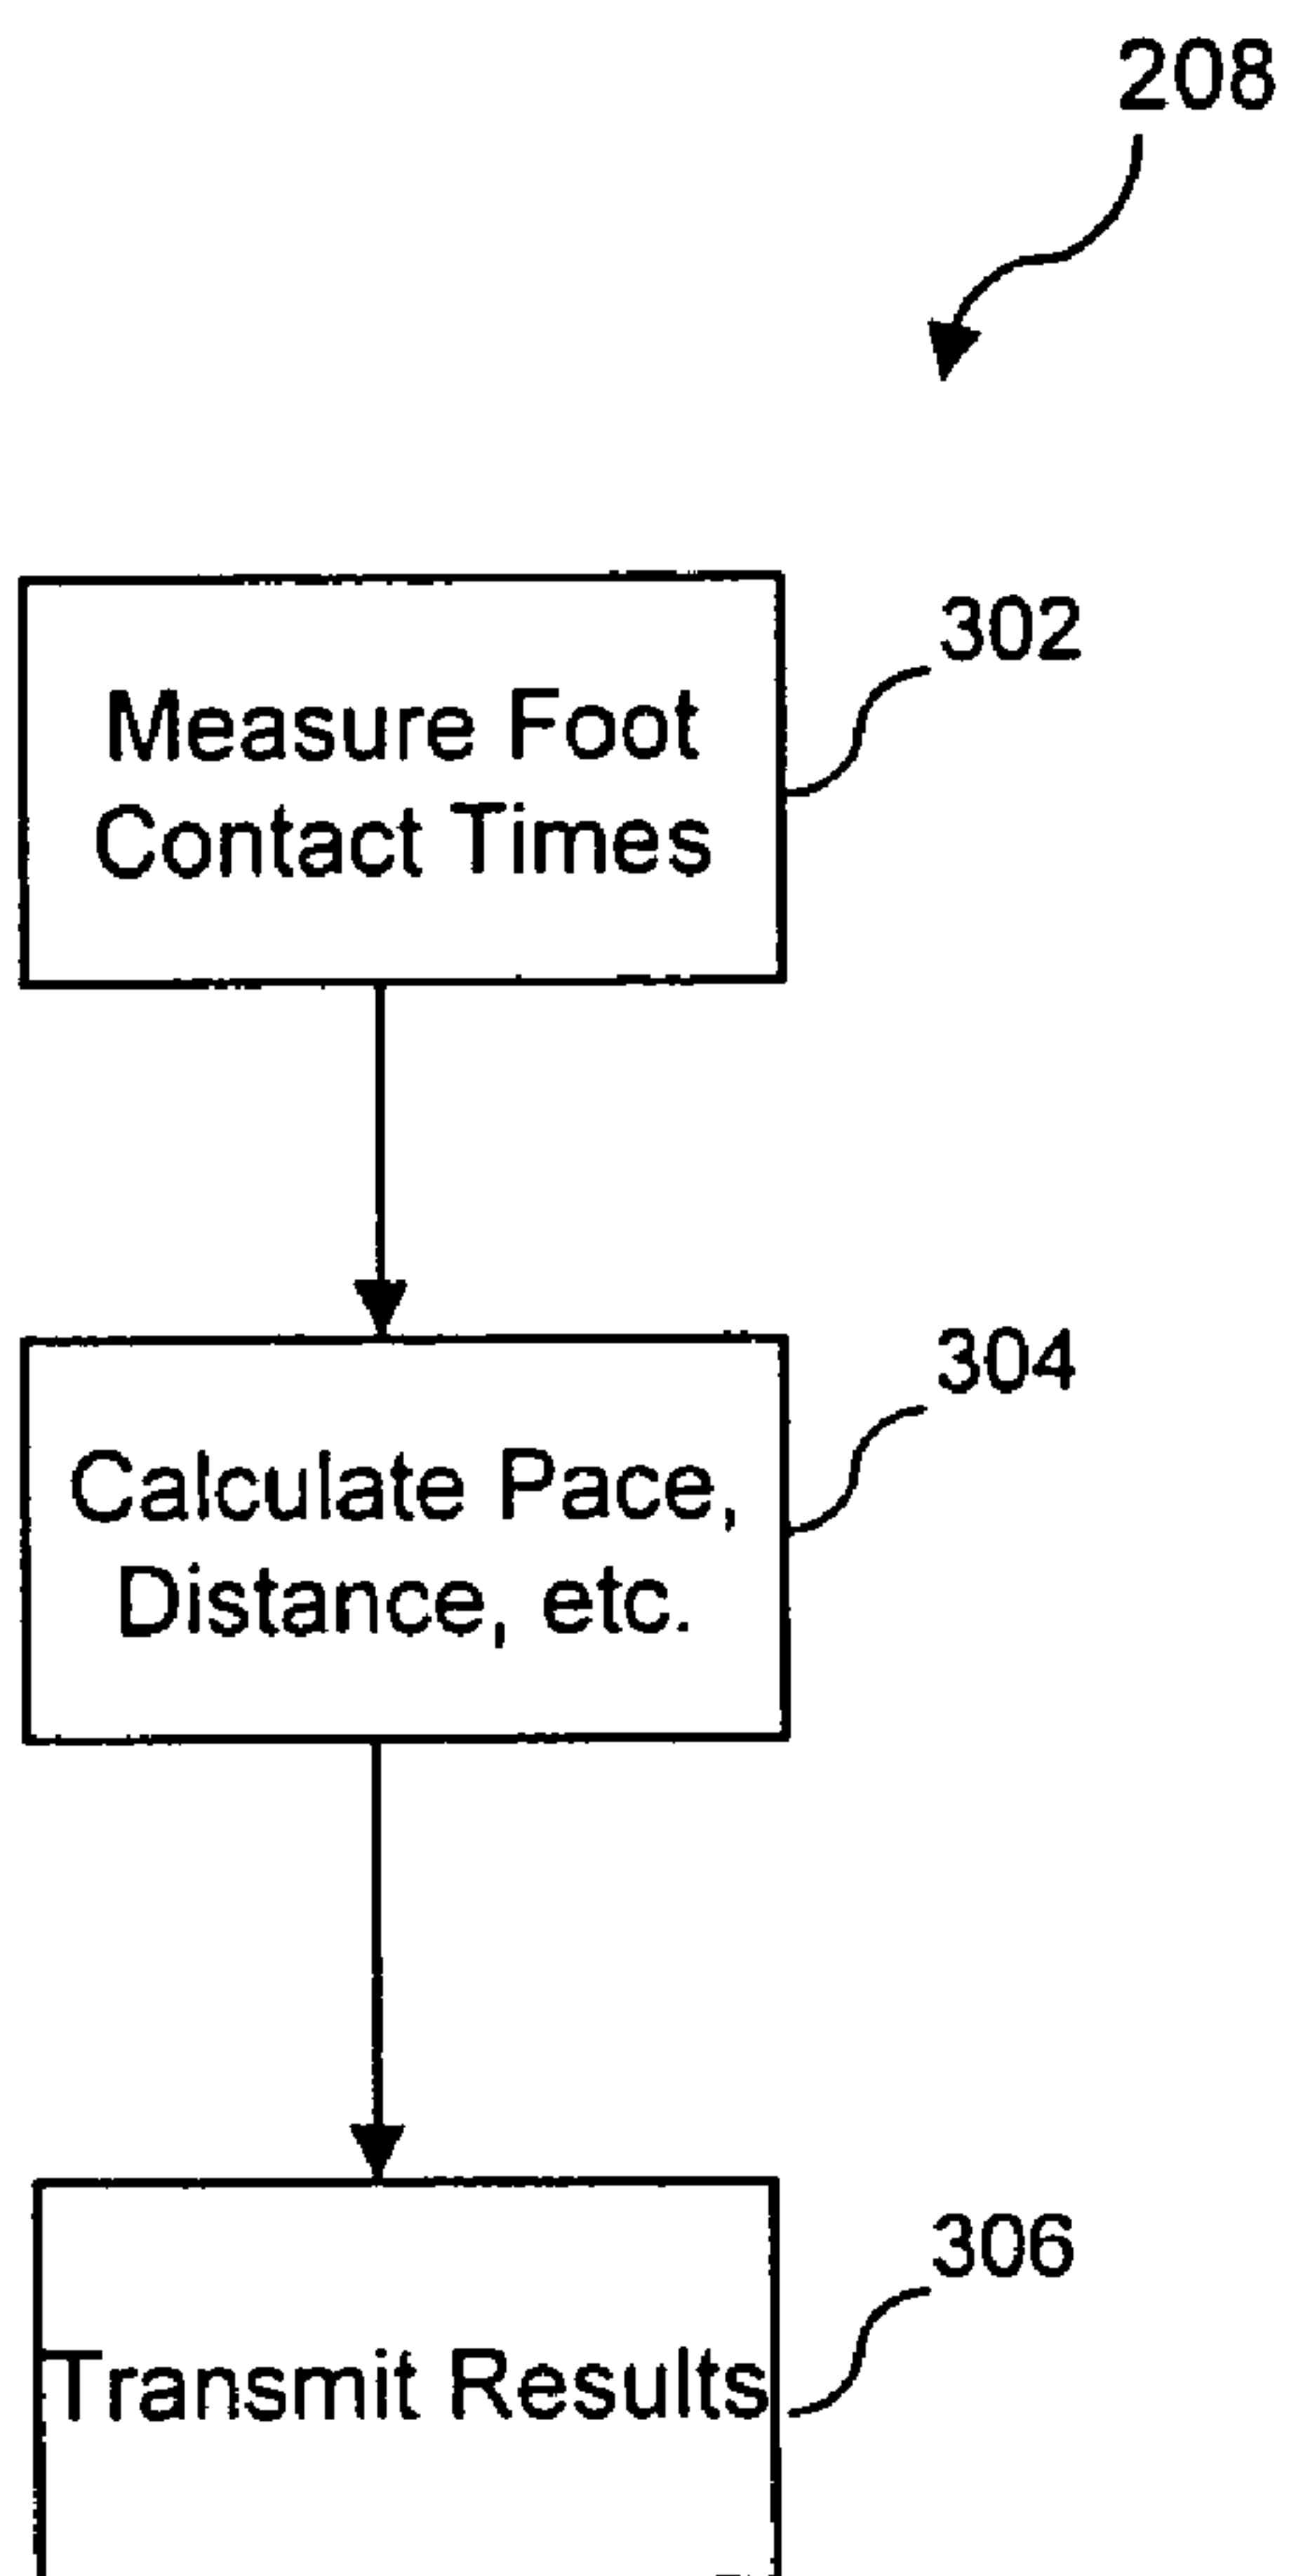 208
302
Measure Foot
Contact Times
304
Calculate Pace,
Distance, etc.
306
Transmit Results